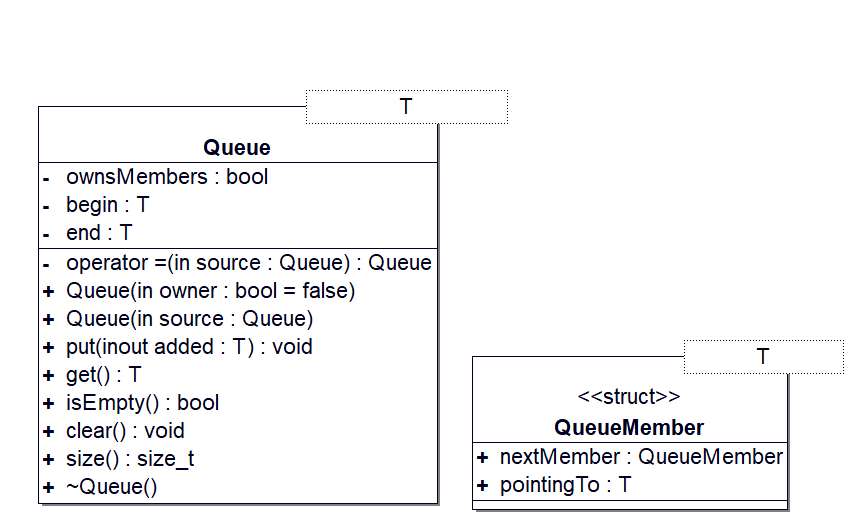 T
Queue
- ownsMembers : bool
- begin : T
- end : T
- operator =(in source : Queue) : Queue
+ Queue(in owner : bool = false)
+ Queue(in source : Queue)
+ put(inout added : T) : void
+ get() : T
+ isEmpty() : bool
+ clear() : void
+ size() : size_t
+ ~Queue()
T
<<struct>>
QueueMember
+ nextMember : QueueMember
+ pointingTo : T